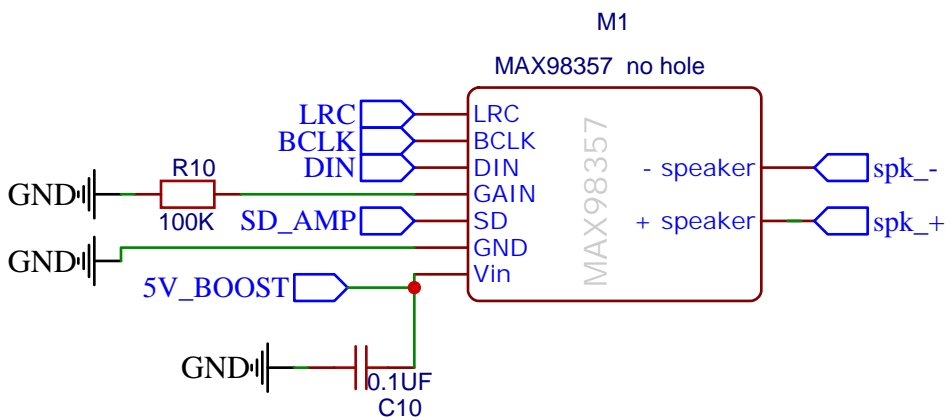 M1
MAX98357 no hole
LRC
BCLK
DIN
R10
GND
100K
SD_AMP
GND
5V_BOOST
GND
0.1UF
C10
LRC
BCLK
DIN
GAIN
SD
GND
Vin
MAX98357
- speaker
+ speaker
spk_-
spk_+